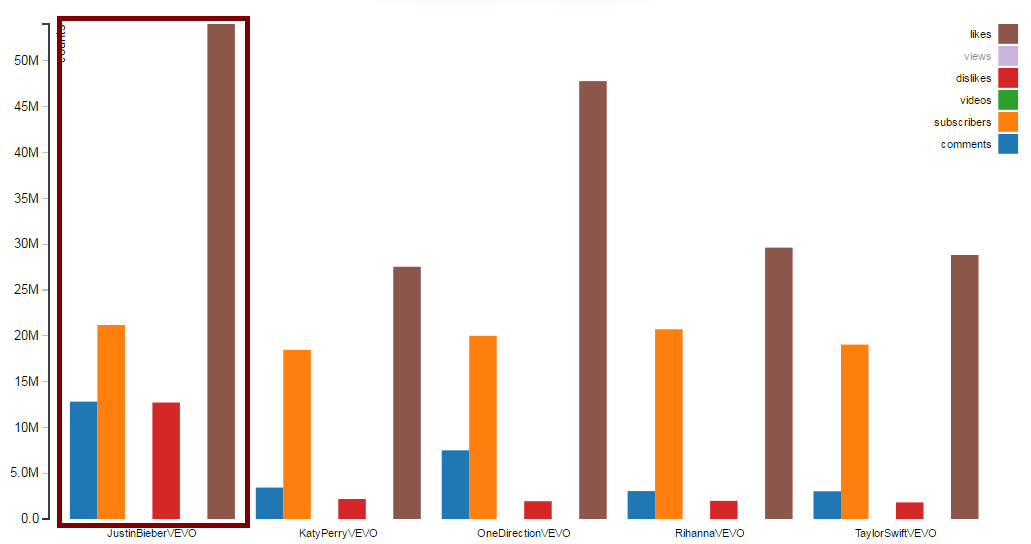 counts
50M
45M
40M
35M
30M
25M
20M
15M
10M
5.0M
0.0
likes
views
dislikes
videos
subscribers
comments
JustinBieberVEVO
KatyPerryVEVO
OneDirectionVEVO
RihannaVEVO
TaylorSwiftVEVO